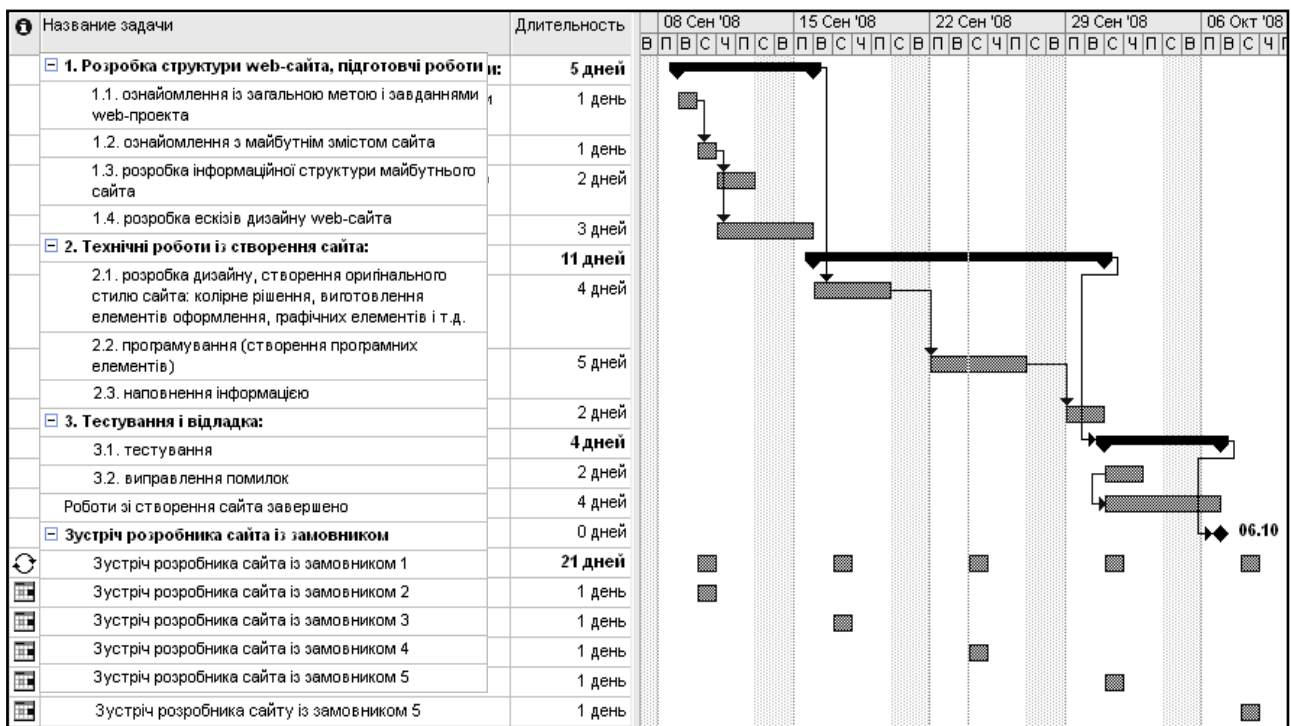 Название задачи Длительность 08 Сен '08 15 Сен '08 22 Сен '08 29 Сен '08 06 Окт '08
В П В С Ч П С В П В С Ч П С В П В С Ч П С В П В С Ч П С В П В С Ч П
1. Розробка структури web-сайта, підготовчі роботи и: 5 дней
1.1. ознайомлення із загальною метою і завданнями 1 день
web-проекта
1.2. ознайомлення з майбутнім змістом сайта 1 день
1.3. розробка інформаційної структури майбутнього 2 дней
сайта
1.4. розробка ескізів дизайну web-сайта 3 дней
2. Технічні роботи із створення сайта: 11 дней
2.1. розробка дизайну, створення оригінального 4 дней
стилю сайта: колірне рішення, виготовлення
елементів оформлення, графічних елементів і т.д.
2.2. програмування (створення програмних
елементів) 5 дней
2.3. наповнення інформацією
2 дней
3. Тестування і відладка:
4 дней
3.1. тестування
2 дней
3.2. виправлення помилок
4 дней
Роботи зі створення сайта завершено
0 дней 06.10
Зустріч розробника сайта із замовником
Зустріч розробника сайта із замовником 1 21 дней
Зустріч розробника сайта із замовником 2 1 день
Зустріч розробника сайта із замовником 3 1 день
Зустріч розробника сайта із замовником 4 1 день
Зустріч розробника сайта із замовником 5 1 день
Зустріч розробника сайту із замовником 5 1 день